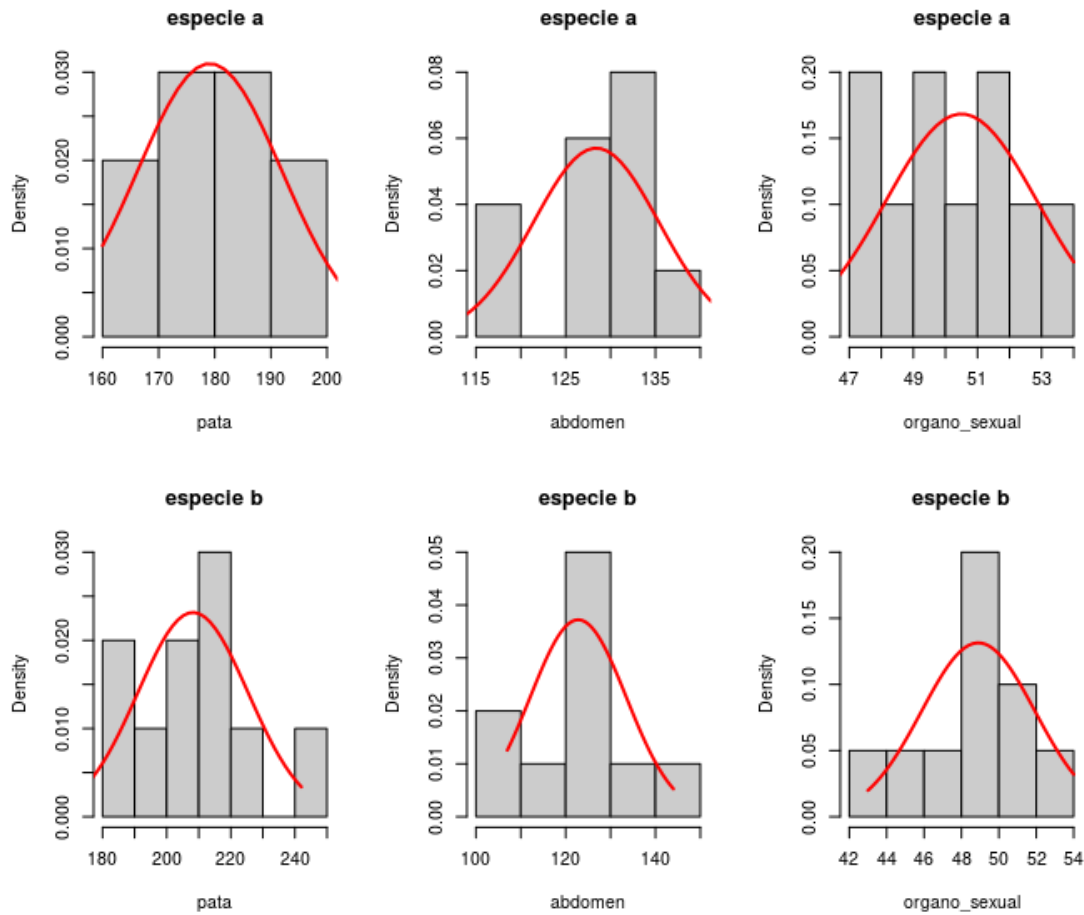 especie a
especie a
especie a
Density
0.000
0.010
0.020
0.030
160 170 180 190 200
pata
Density
0.00
0.02
0.04
0.06
0.08
115 125 135
abdomen
Density
0.00
0.05
0.10
0.15
0.20
47 49 51 53
organo_sexual
especie b
especie b
especie b
Density
0.000
0.010
0.020
0.030
180 200 220 240
pata
Density
0.00
0.01
0.02
0.03
0.04
0.05
100 120 140
abdomen
Density
0.00
0.05
0.10
0.15
0.20
42 44 46 48 50 52 54
organo_sexual